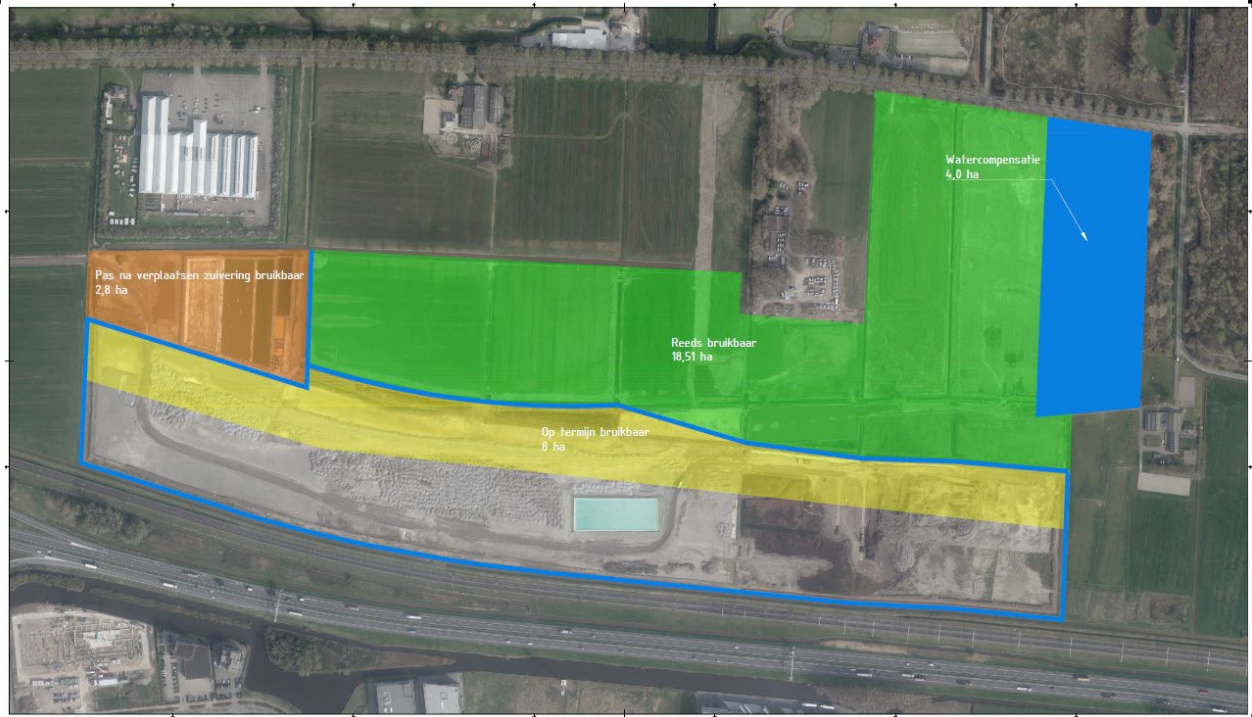 Watercompensatie
4,0 ha
Pas na verplaatsen zuivering bruikbaar
2,8 ha
Reeds bruikbaar
18,51 ha
Op termijn bruikbaar
8 ha